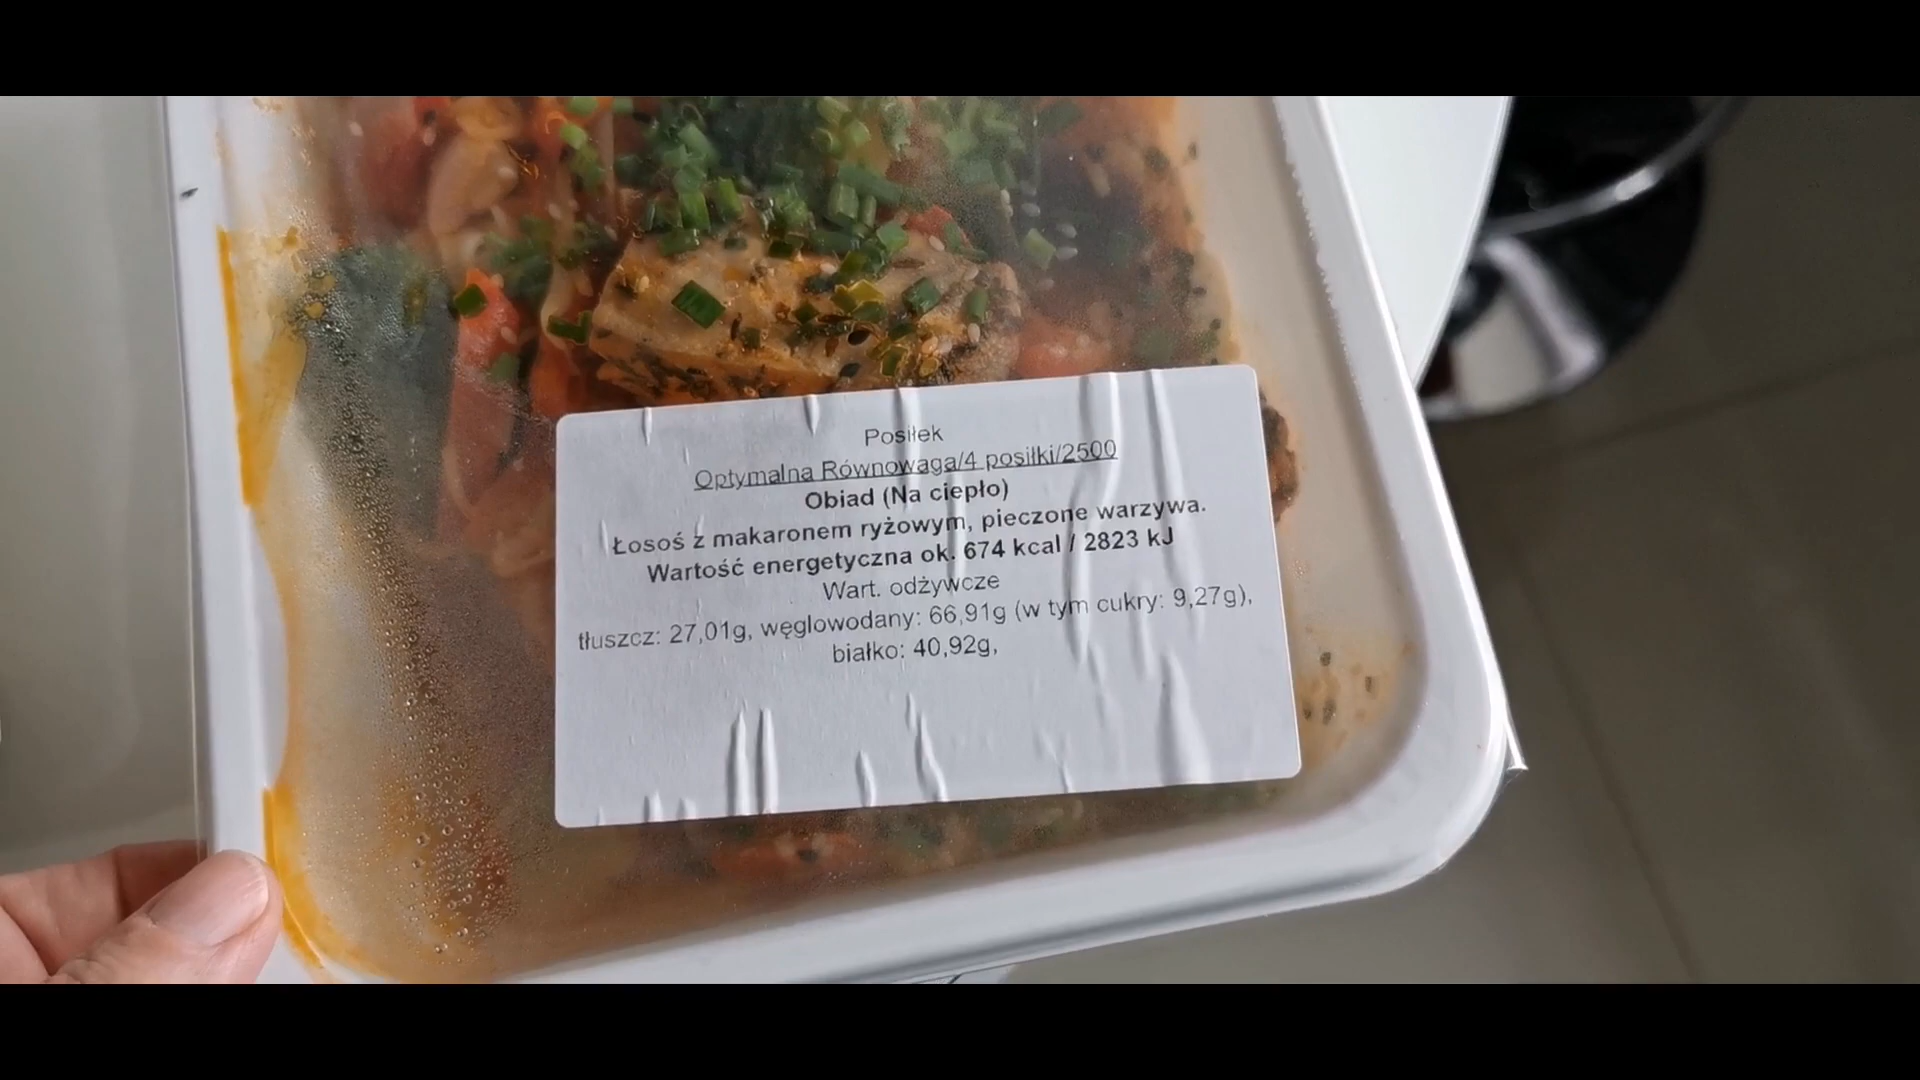 Posiłek
Optymalna Równowaga/4 posiłki/2500
Obiad (Na ciepło)
Łosoś z makaronem ryżowym, pieczone warzywa.
Wartość energetyczna ok. 674 kcal / 2823 kJ
Wart. odżywcze
tłuszcz: 27,01g, węglowodany: 66,91g (w tym cukry: 9,27g),
białko: 40,92g,